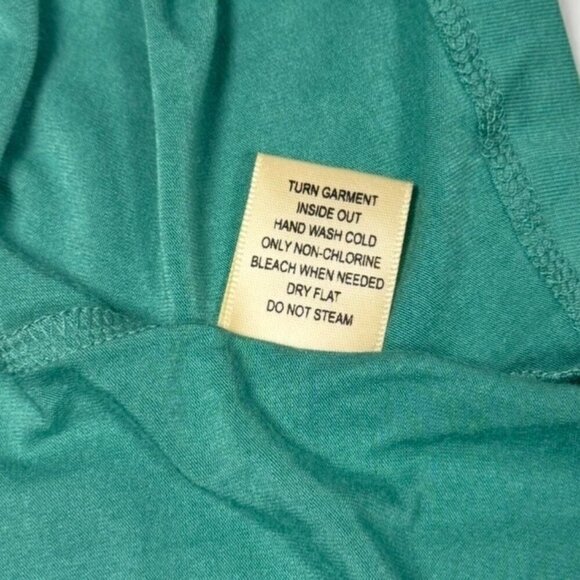 TURN GARMENT
INSIDE OUT
HAND WASH COLD
ONLY NON-CHLORINE
BLEACH WHEN NEEDED
DRY FLAT
DO NOT STEAM